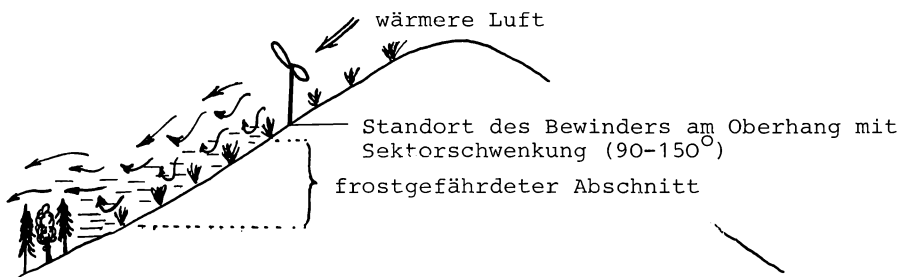 wärmere Luft
Standort des Bewinders am Oberhang mit
Sektorschwenkung (90-150°)
frostgefährdeter Abschnitt